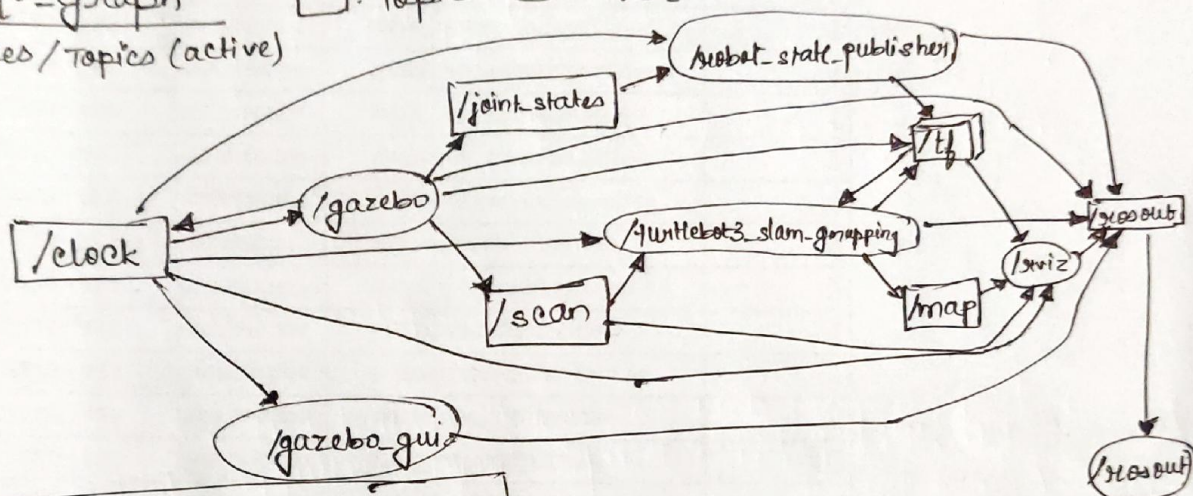 es/Topics (active)
/robot_state_publisher
/joint_states
/tf
/gazebo
/rosout
/turtlebot3_slam_gmapping
/clock
/rviz
/scan
/map
/gazebo_gui
/rosout